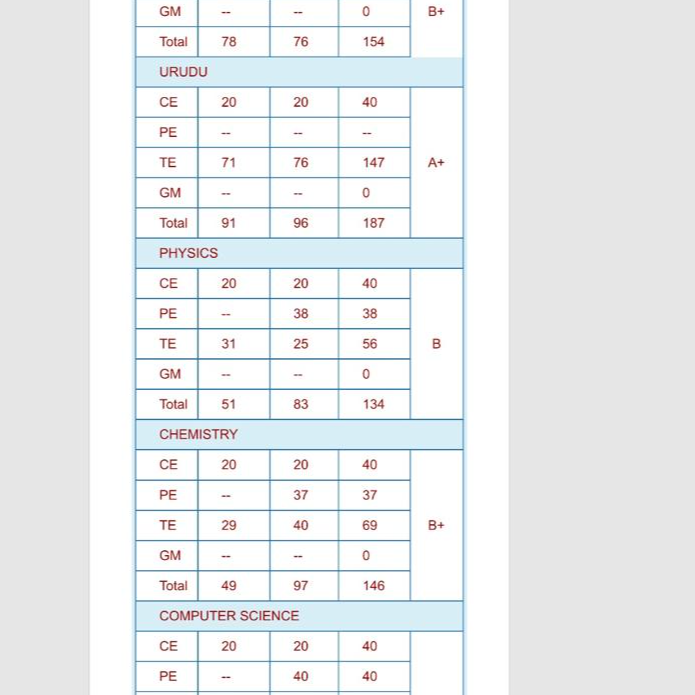 GM -- -- 0 B+
Total 78 76 154
URUDU
CE 20 20 40
PE -- -- --
TE 71 76 147 A+
GM -- -- 0
Total 91 96 187
PHYSICS
CE 20 20 40
PE -- 38 38
TE 31 25 56 B
GM -- -- 0
Total 51 83 134
CHEMISTRY
CE 20 20 40
PE -- 37 37
TE 29 40 69 B+
GM -- -- 0
Total 49 97 146
COMPUTER SCIENCE
CE 20 20 40
PE -- 40 40